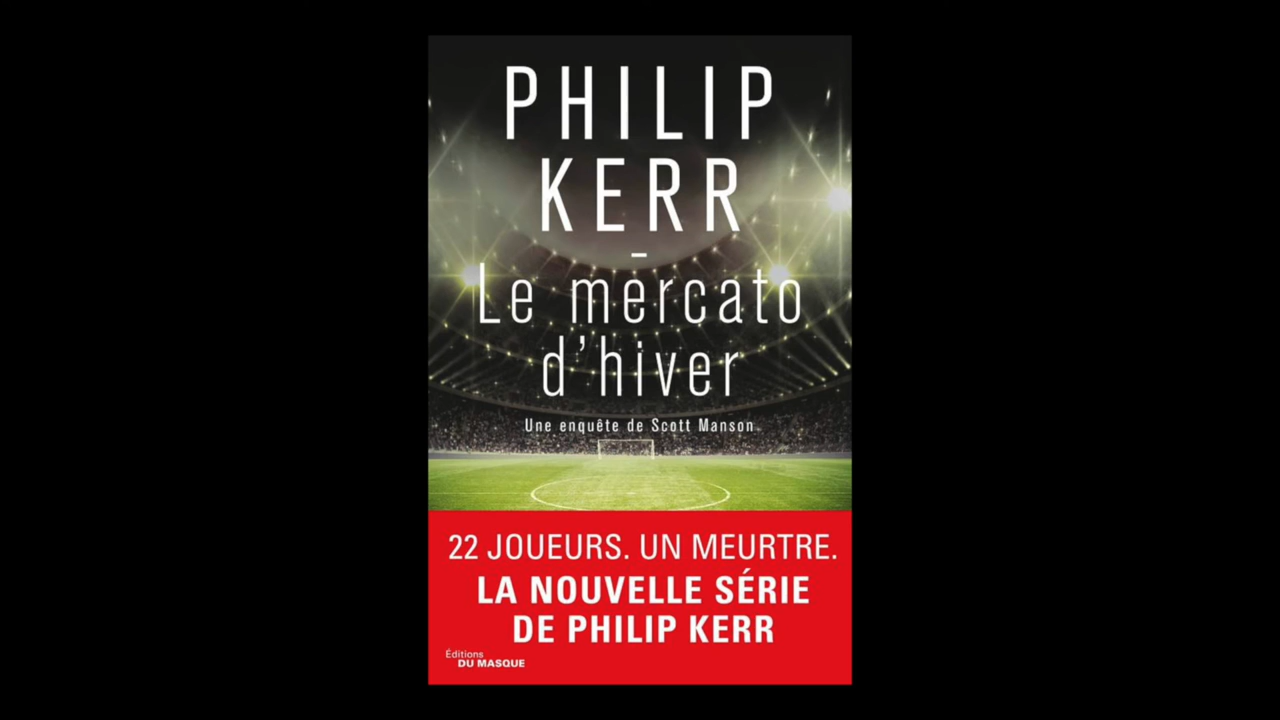 PHILIP
KERR
–
Le mercato
d'hiver
Une enquête de Scott Manson
22 JOUEURS. UN MEURTRE.
LA NOUVELLE SÉRIE
DE PHILIP KERR
Éditions
DU MASQUE